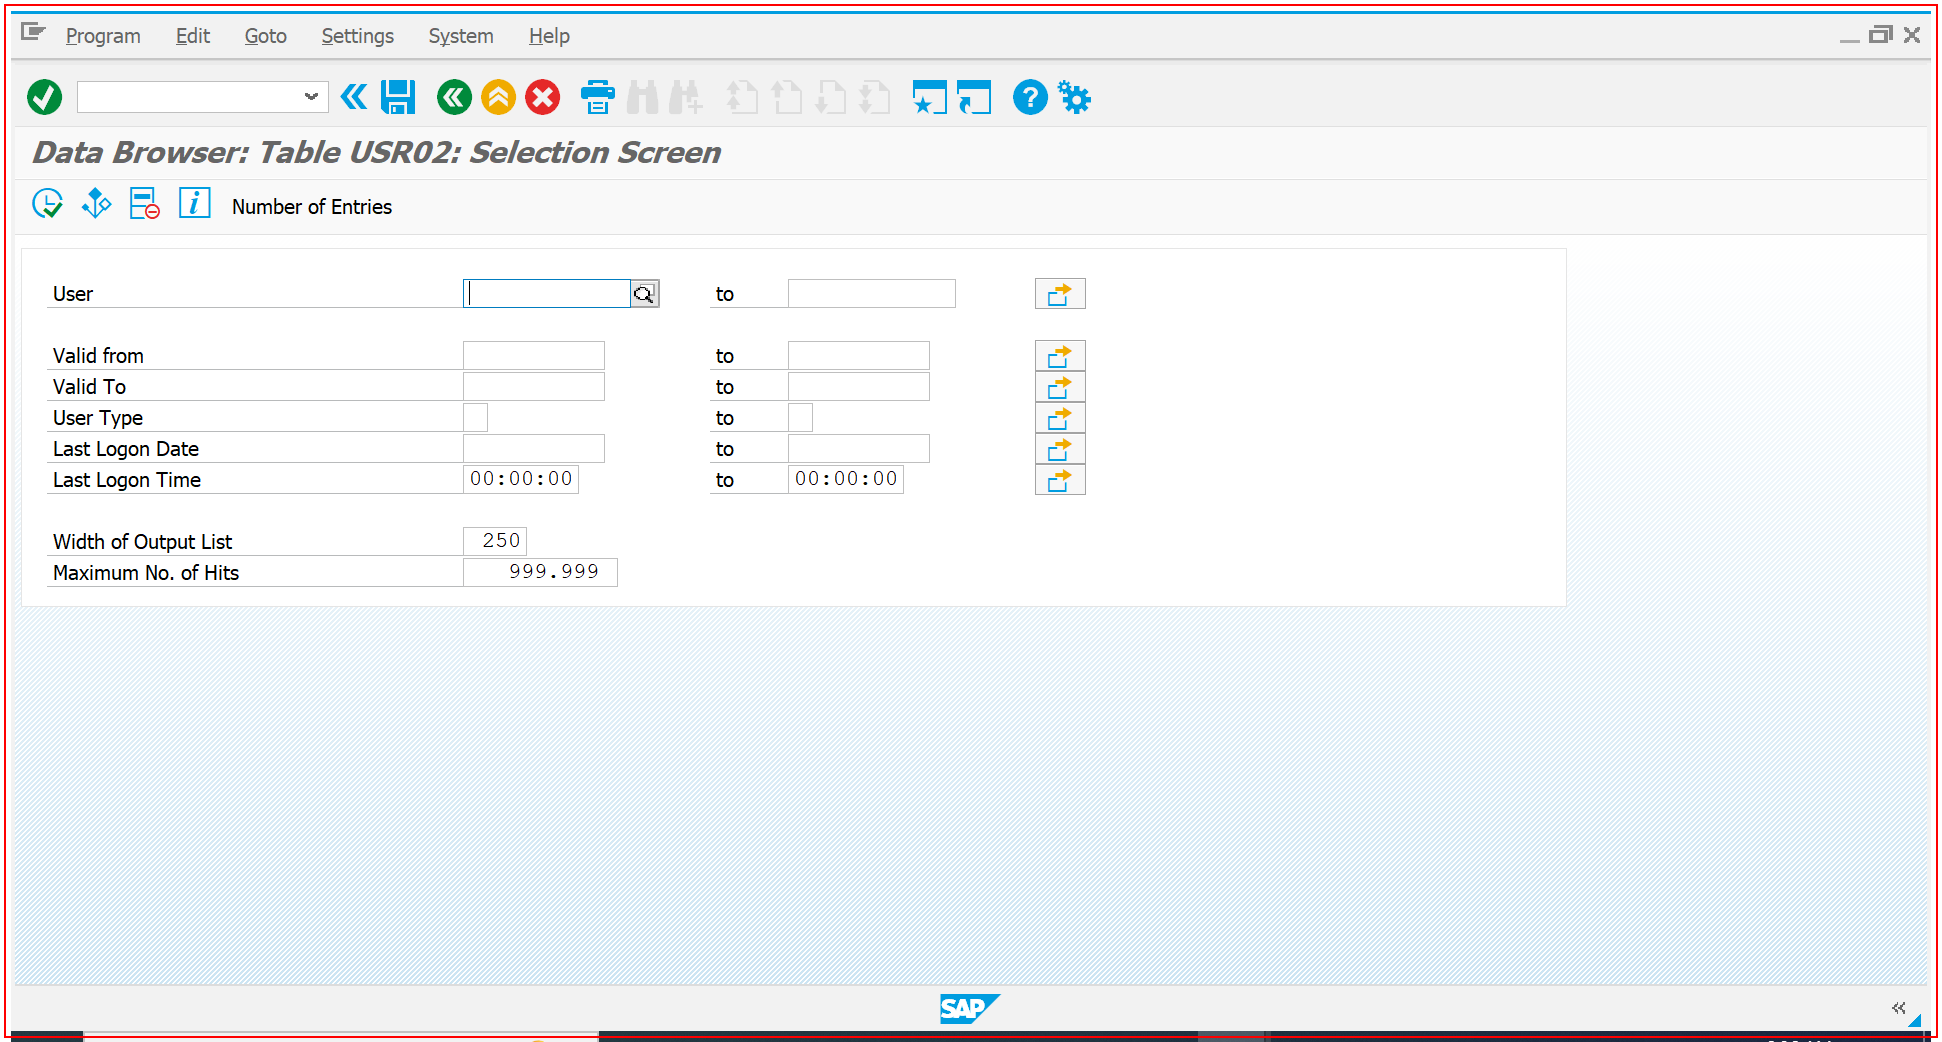 Program Edit Goto Settings System Help
Data Browser: Table USR02: Selection Screen
Number of Entries
User to
Valid from to
Valid To to
User Type to
Last Logon Date to
Last Logon Time 00:00:00 to 00:00:00
Width of Output List 250
Maximum No. of Hits 999.999
SAP